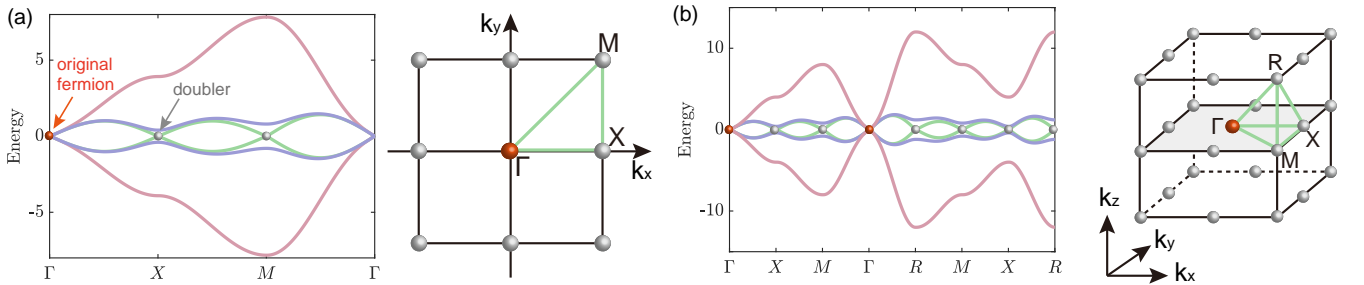 (a)
Energy
5
0
-5
original
fermion
doubler
Γ
X
M
Γ
k_y
M
X
Γ
k_x
(b)
Energy
10
0
-10
Γ
X
M
Γ
R
M
X
R
R
Γ
X
M
k_z
k_y
k_x